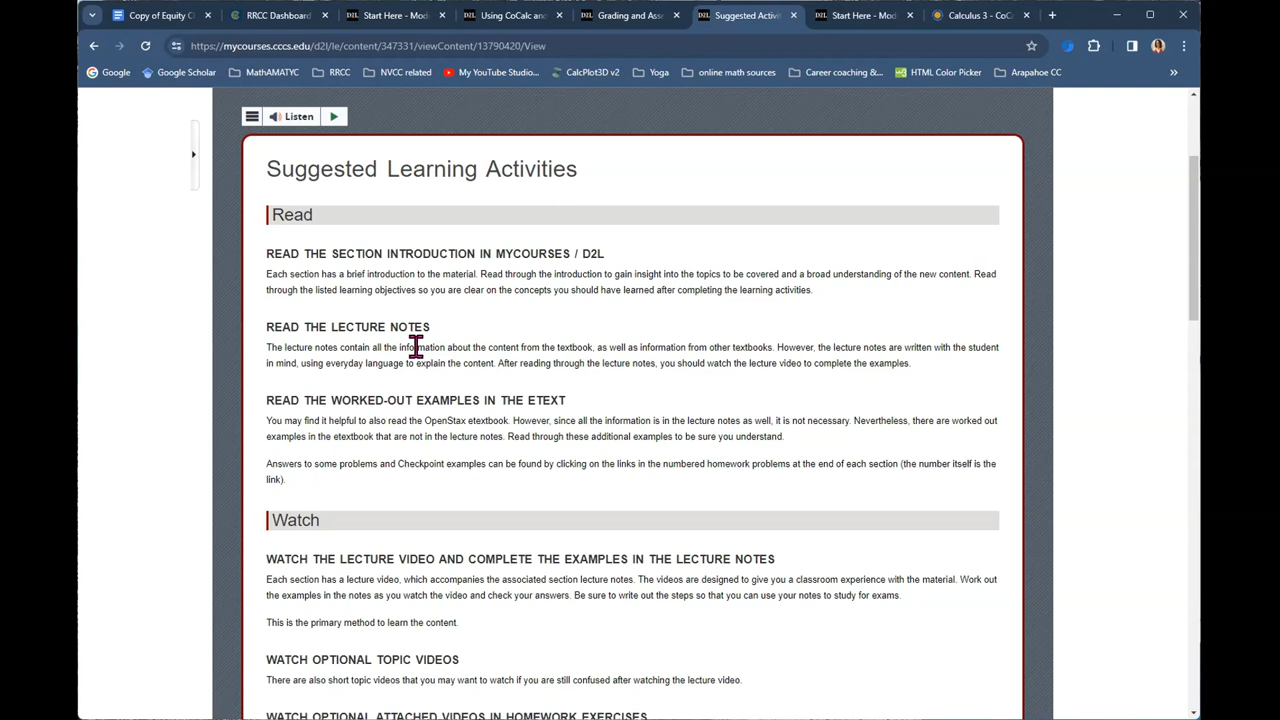 Copy of Equity C
RRCC Dashboard
D2L Start Here - Mod
D2L Using CoCalc and
D2L Grading and Asse
D2L Suggested Activit
D2L Start Here - Mod
Calculus 3 - CoC
https://mycourses.cccs.edu/d2l/le/content/347331/viewContent/13790420/View
Google
Google Scholar
MathAMATYC
RRCC
NVCC related
My YouTube Studio...
CalcPlot3D v2
Yoga
online math sources
Career coaching &...
HTML Color Picker
Arapahoe CC
Listen
Suggested Learning Activities
Read
READ THE SECTION INTRODUCTION IN MYCOURSES / D2L
Each section has a brief introduction to the material. Read through the introduction to gain insight into the topics to be covered and a broad understanding of the new content. Read
through the listed learning objectives so you are clear on the concepts you should have learned after completing the learning activities.
READ THE LECTURE NOTES
The lecture notes contain all the information about the content from the textbook, as well as information from other textbooks. However, the lecture notes are written with the student
in mind, using everyday language to explain the content. After reading through the lecture notes, you should watch the lecture video to complete the examples.
READ THE WORKED-OUT EXAMPLES IN THE ETEXT
You may find it helpful to also read the OpenStax etextbook. However, since all the information is in the lecture notes as well, it is not necessary. Nevertheless, there are worked out
examples in the etextbook that are not in the lecture notes. Read through these additional examples to be sure you understand.
Answers to some problems and Checkpoint examples can be found by clicking on the links in the numbered homework problems at the end of each section (the number itself is the
link).
Watch
WATCH THE LECTURE VIDEO AND COMPLETE THE EXAMPLES IN THE LECTURE NOTES
Each section has a lecture video, which accompanies the associated section lecture notes. The videos are designed to give you a classroom experience with the material. Work out
the examples in the notes as you watch the video and check your answers. Be sure to write out the steps so that you can use your notes to study for exams.
This is the primary method to learn the content.
WATCH OPTIONAL TOPIC VIDEOS
There are also short topic videos that you may want to watch if you are still confused after watching the lecture video.
WATCH OPTIONAL ATTACHED VIDEOS IN HOMEWORK EXERCISES